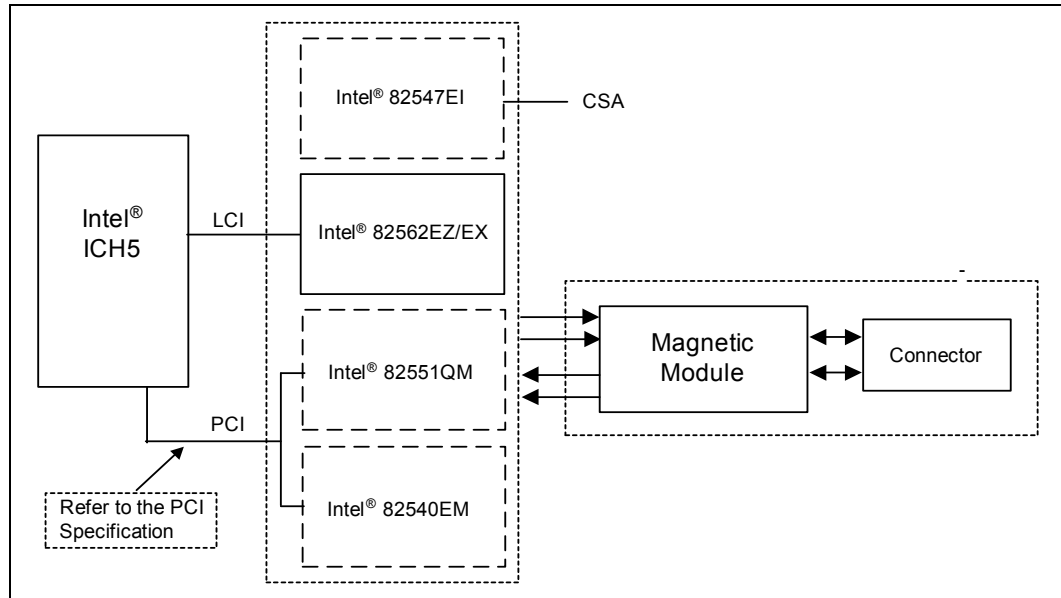 Intel® 82547EI
CSA
Intel®
ICH5
LCI
Intel® 82562EZ/EX
Intel® 82551QM
Magnetic
Module
Connector
PCI
Refer to the PCI
Specification
Intel® 82540EM
-